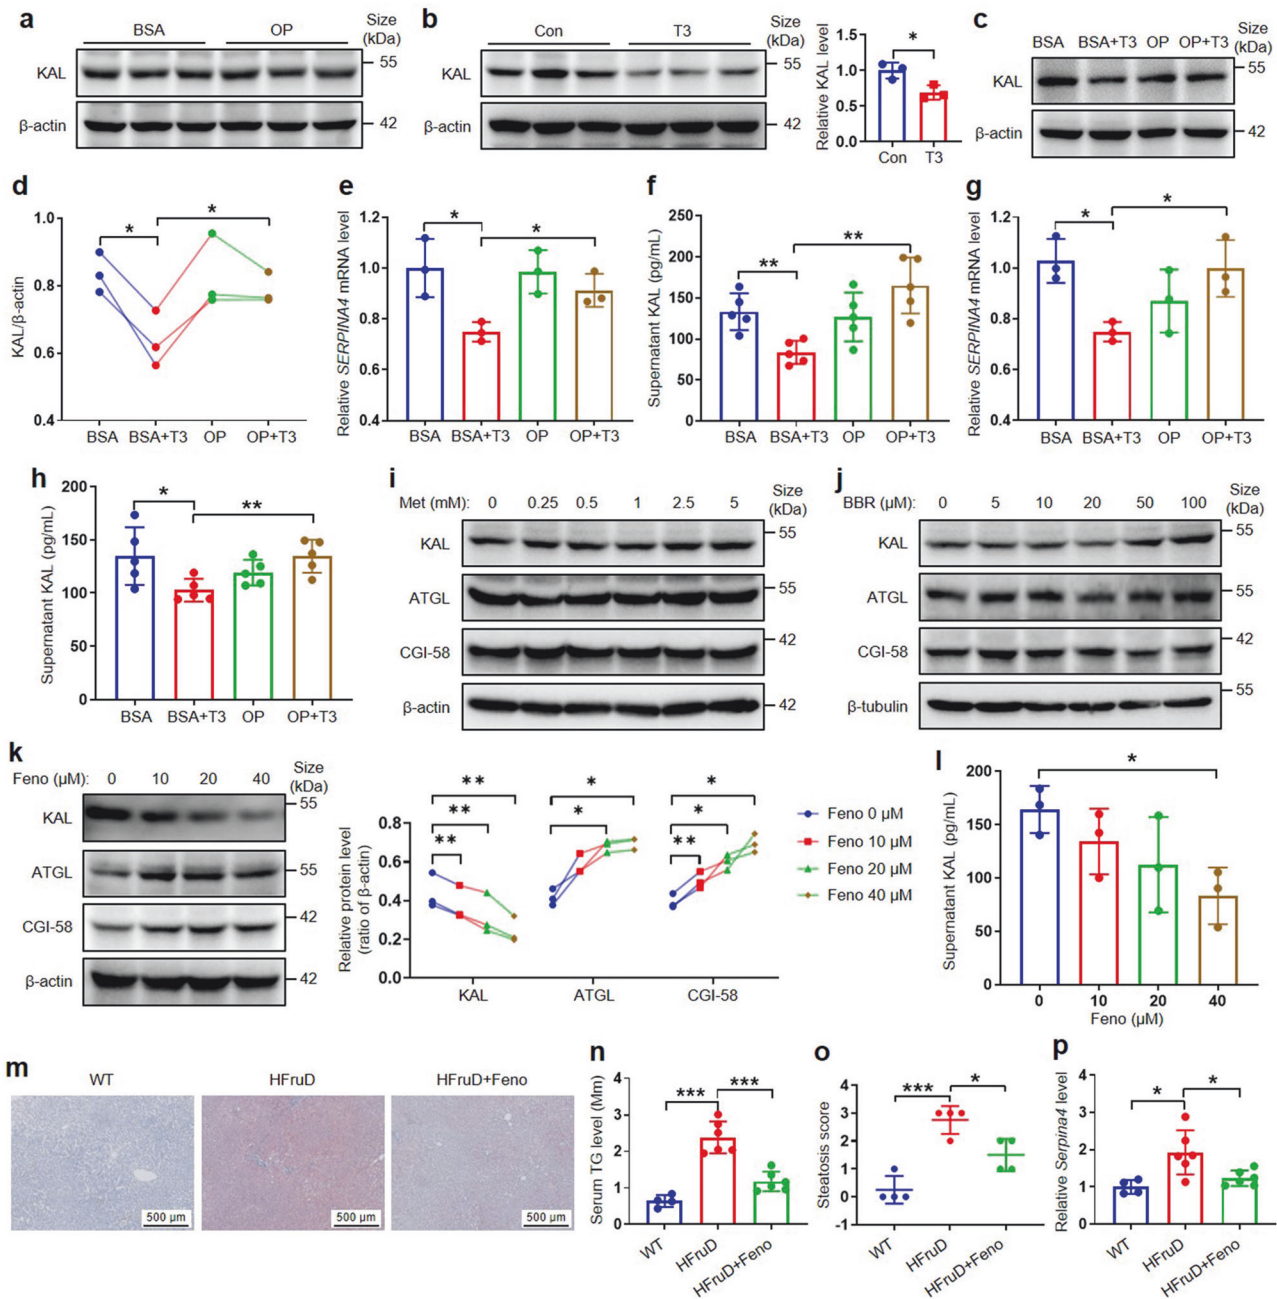 a
BSA
OP
Size
(kDa)
KAL
55
β-actin
42
b
Con
T3
Size
(kDa)
KAL
55
β-actin
42
Relative KAL level
1.5
1.0
0.5
0.0
*
Con
T3
c
BSA
BSA+T3
OP
OP+T3
Size
(kDa)
KAL
55
β-actin
42
d
KAL/β-actin
1.0
0.8
0.6
0.4
*
*
BSA
BSA+T3
OP
OP+T3
e
Relative SERPINA4 mRNA level
1.2
1.0
0.8
0.6
0.4
*
*
BSA
BSA+T3
OP
OP+T3
f
Supernatant KAL (pg/mL)
250
200
150
100
50
0
**
**
BSA
BSA+T3
OP
OP+T3
g
Relative SERPINA4 mRNA level
1.2
1.0
0.8
0.6
0.4
*
*
BSA
BSA+T3
OP
OP+T3
h
Supernatant KAL (pg/mL)
200
150
100
50
0
*
**
BSA
BSA+T3
OP
OP+T3
i
Met (mM):
0
0.25
0.5
1
2.5
5
Size
(kDa)
KAL
55
ATGL
55
CGI-58
42
β-actin
42
j
BBR (μM):
0
5
10
20
50
100
Size
(kDa)
KAL
55
ATGL
55
CGI-58
42
β-tubulin
55
k
Feno (μM):
0
10
20
40
Size
(kDa)
KAL
55
ATGL
55
CGI-58
42
β-actin
42
Relative protein level
(ratio of β-actin)
0.8
0.6
0.4
0.2
0.0
**
**
**
*
*
*
*
**
KAL
ATGL
CGI-58
Feno 0 μM
Feno 10 μM
Feno 20 μM
Feno 40 μM
l
Supernatant KAL (pg/mL)
200
150
100
50
0
*
0
10
20
40
Feno (μM)
m
WT
HFruD
HFruD+Feno
500 μm
500 μm
500 μm
n
Serum TG level (Mm)
4
3
2
1
0
***
***
WT
HFruD
HFruD+Feno
o
Steatosis score
4
3
2
1
0
-1
***
*
WT
HFruD
HFruD+Feno
p
Relative Serpina4 level
4
3
2
1
0
*
*
WT
HFruD
HFruD+Feno